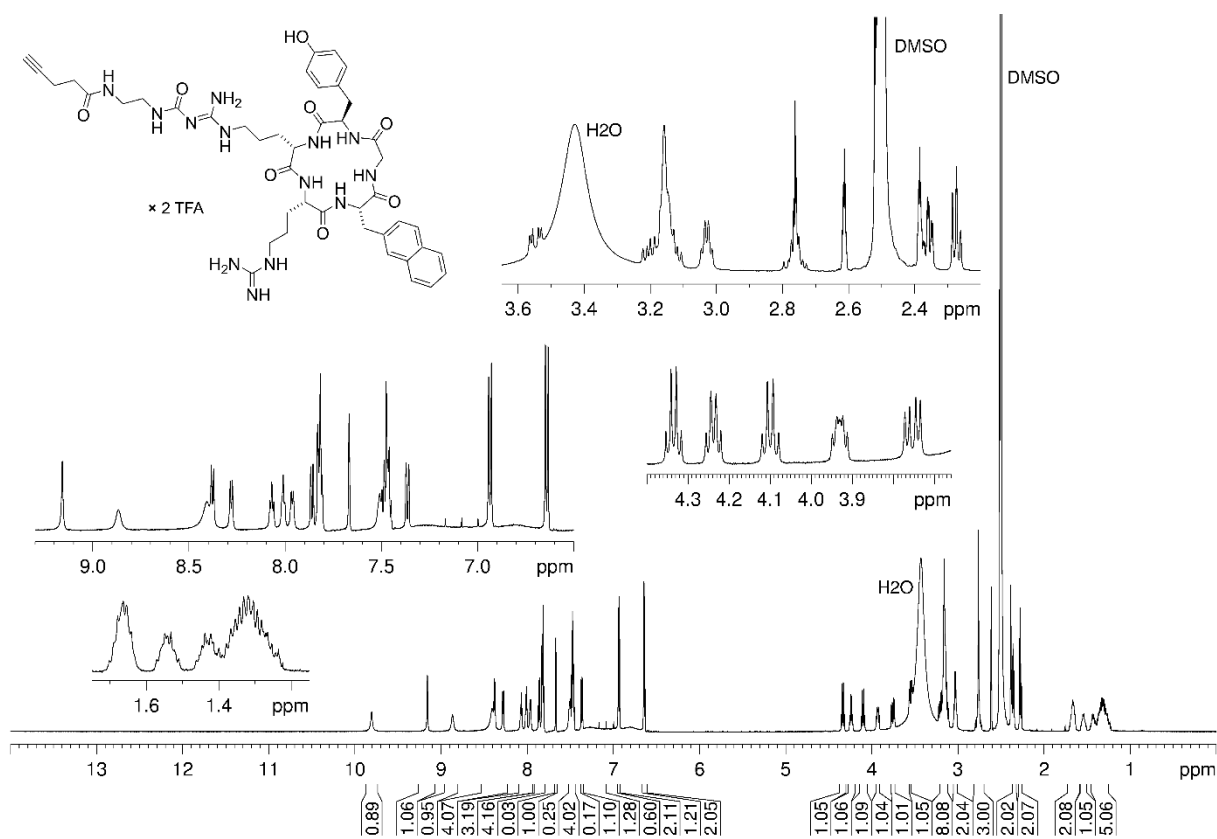 HO
DMSO
DMSO
H2O
O
H
N
O
N
H
H
N
O
N
NH2
N
H
O
NH
HN
O
O
NH
HN
O
O
NH
O
× 2 TFA
H2N
NH
NH
3.6 3.4 3.2 3.0 2.8 2.6 2.4 ppm
4.3 4.2 4.1 4.0 3.9 ppm
9.0 8.5 8.0 7.5 7.0 ppm
H2O
1.6 1.4 ppm
13 12 11 10 9 8 7 6 5 4 3 2 1 ppm
0.89 1.06 0.95 4.07 3.19 4.16 0.03 1.00 0.25 4.02 0.17 1.10 1.28 0.60 2.11 1.21 2.05 1.05 1.06 1.09 1.04 1.01 1.05 8.08 2.04 3.00 2.02 2.07 2.08 1.05 5.06